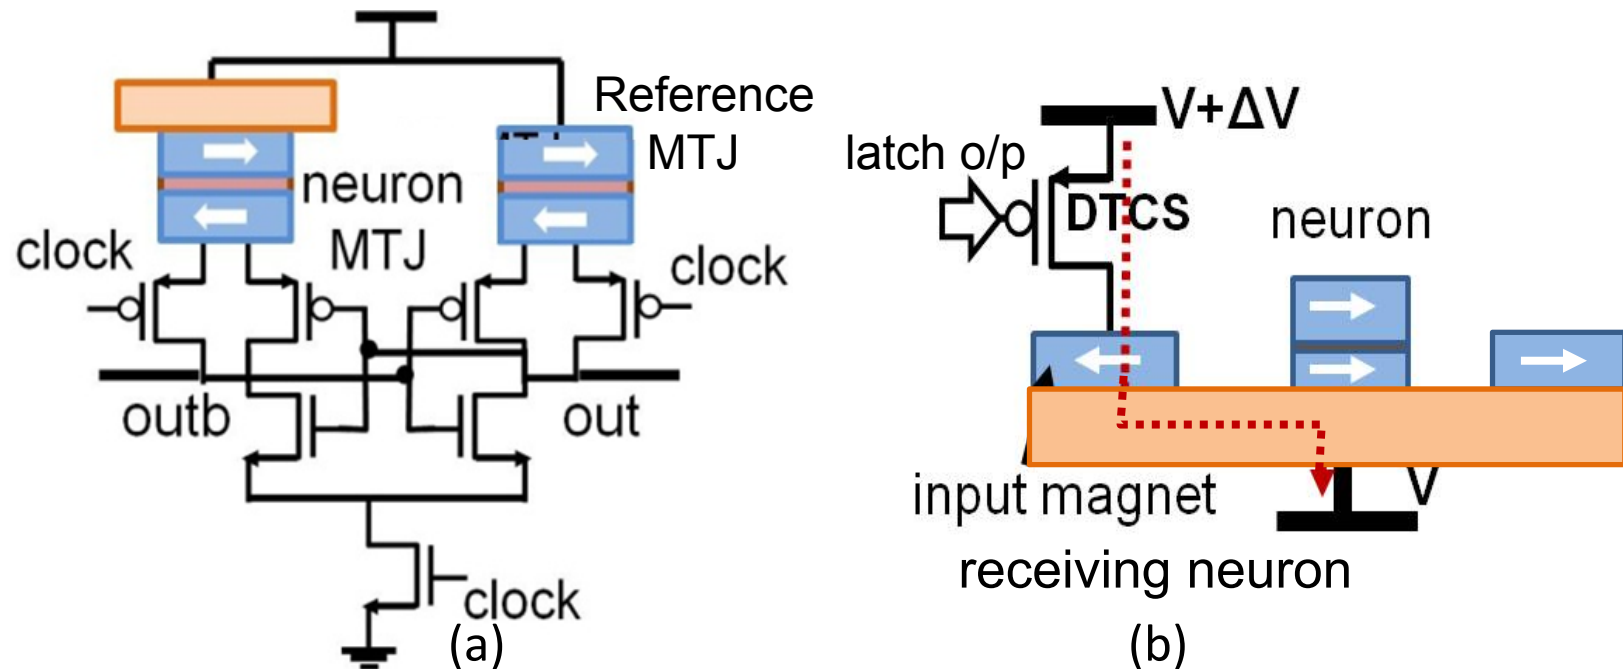 Reference
MTJ
neuron
MTJ
clock
clock
outb
out
clock
(a)
V+ΔV
latch o/p
DTCS
neuron
input magnet
V
receiving neuron
(b)